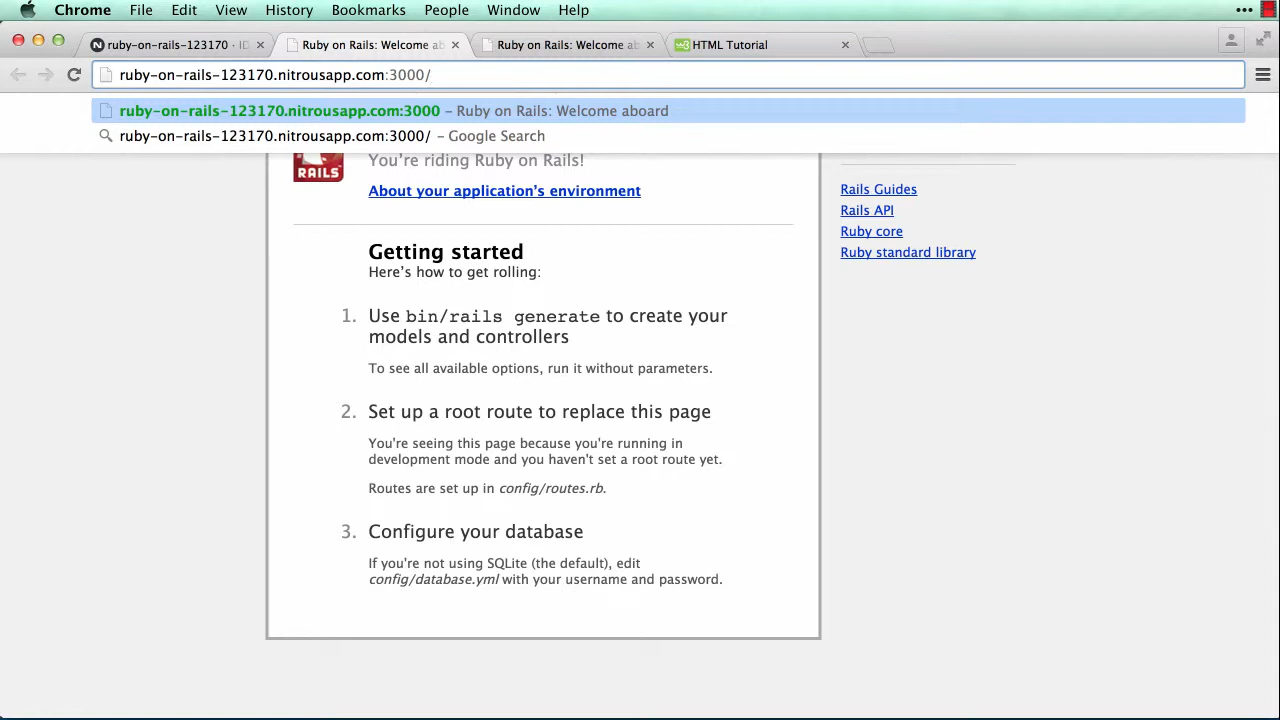 Chrome File Edit View History Bookmarks People Window Help
ruby-on-rails-123170 · ID
Ruby on Rails: Welcome ab
Ruby on Rails: Welcome ab
HTML Tutorial
ruby-on-rails-123170.nitrousapp.com:3000/
ruby-on-rails-123170.nitrousapp.com:3000 – Ruby on Rails: Welcome aboard
ruby-on-rails-123170.nitrousapp.com:3000/ – Google Search
RAILS
You're riding Ruby on Rails!
About your application's environment
Getting started
Here's how to get rolling:
1. Use bin/rails generate to create your
models and controllers
To see all available options, run it without parameters.
2. Set up a root route to replace this page
You're seeing this page because you're running in
development mode and you haven't set a root route yet.
Routes are set up in config/routes.rb.
3. Configure your database
If you're not using SQLite (the default), edit
config/database.yml with your username and password.
Rails Guides
Rails API
Ruby core
Ruby standard library